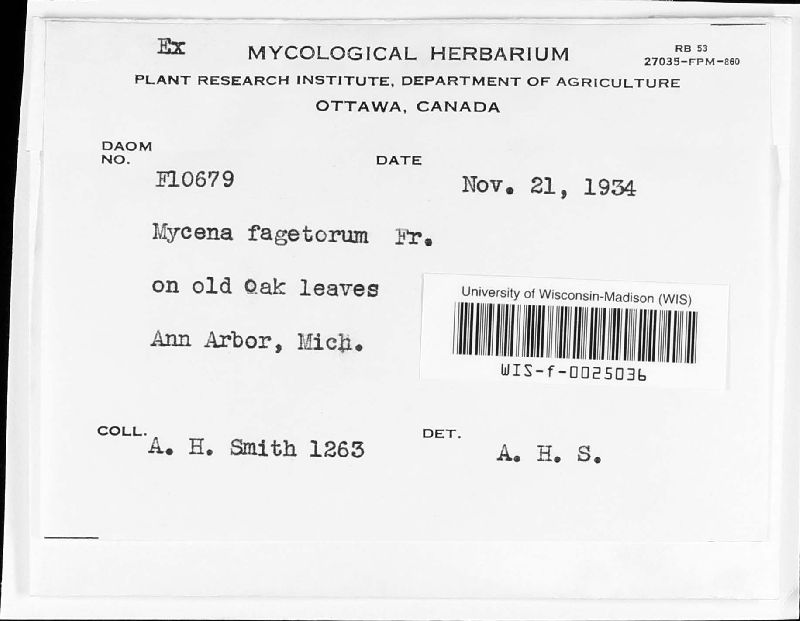 Ex MYCOLOGICAL HERBARIUM
RB 53
27035-FPM-860
PLANT RESEARCH INSTITUTE, DEPARTMENT OF AGRICULTURE
OTTAWA, CANADA
DAOM
NO. F10679
DATE Nov. 21, 1934
Mycena fagetorum Fr.
on old Oak leaves
Ann Arbor, Mich.
University of Wisconsin-Madison (WIS)
WIS-f-0025036
COLL. A. H. Smith 1263
DET. A. H. S.